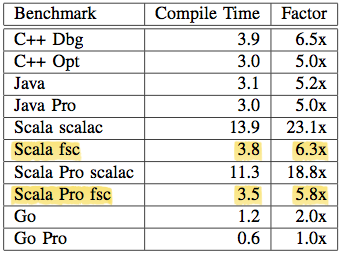 Benchmark Compile Time Factor
C++ Dbg 3.9 6.5x
C++ Opt 3.0 5.0x
Java 3.1 5.2x
Java Pro 3.0 5.0x
Scala scalac 13.9 23.1x
Scala fsc 3.8 6.3x
Scala Pro scalac 11.3 18.8x
Scala Pro fsc 3.5 5.8x
Go 1.2 2.0x
Go Pro 0.6 1.0x